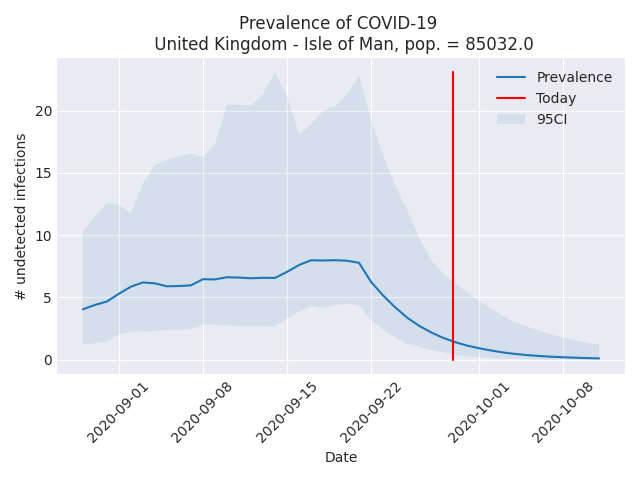 Prevalence of COVID-19
United Kingdom - Isle of Man, pop. = 85032.0
Prevalence
Today
95CI
# undetected infections
20
15
10
5
0
2020-09-01
2020-09-08
2020-09-15
2020-09-22
2020-10-01
2020-10-08
Date